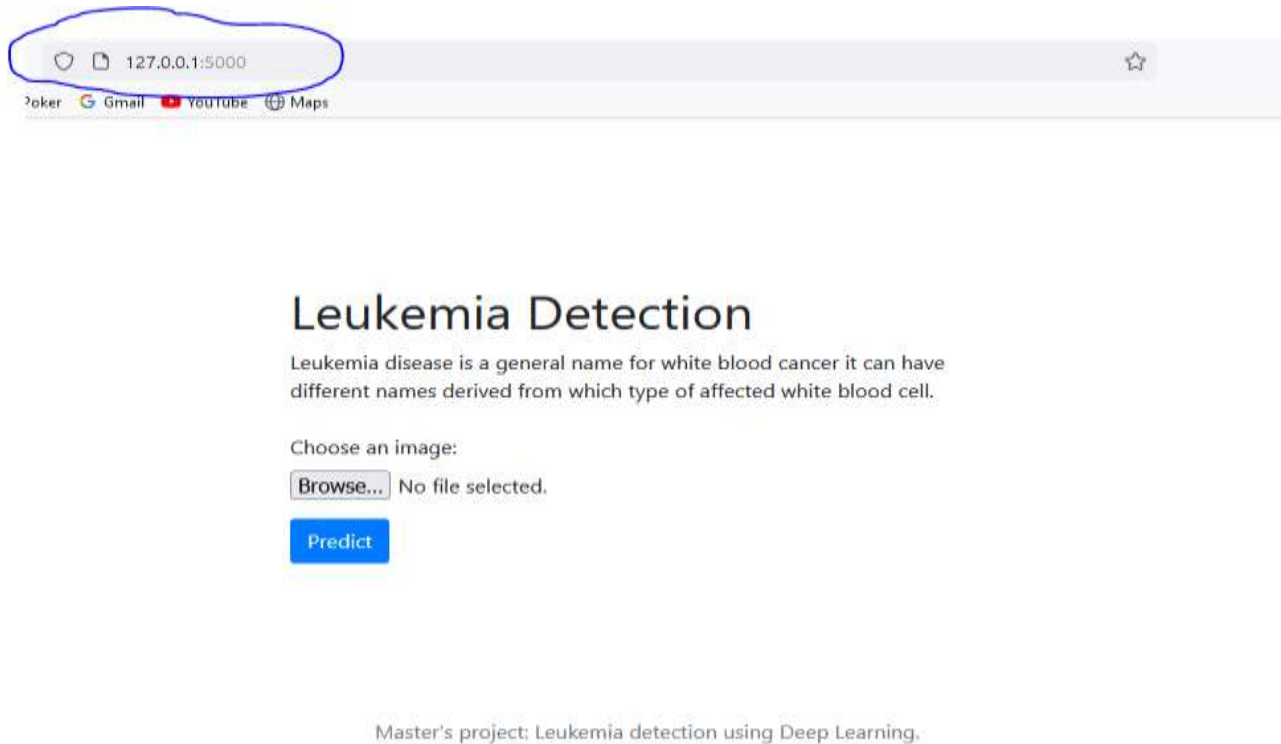 127.0.0.1:5000
Gmail YouTube Maps
Leukemia Detection
Leukemia disease is a general name for white blood cancer it can have
different names derived from which type of affected white blood cell.
Choose an image:
Browse... No file selected.
Predict
Master's project: Leukemia detection using Deep Learning.